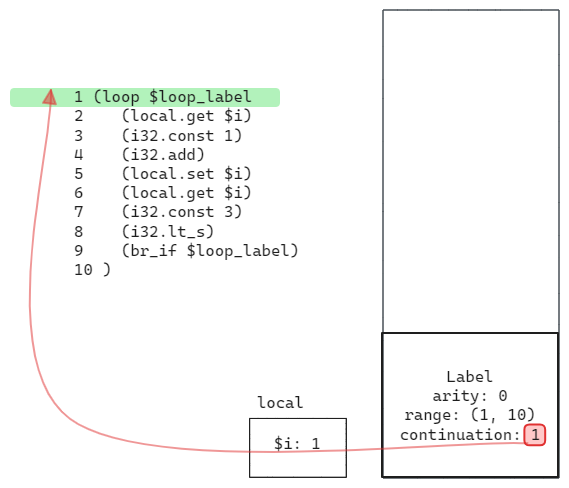 1 (loop $loop_label
2    (local.get $i)
3    (i32.const 1)
4    (i32.add)
5    (local.set $i)
6    (local.get $i)
7    (i32.const 3)
8    (i32.lt_s)
9    (br_if $loop_label)
10 )
Label
arity: 0
range: (1, 10)
continuation: 1
local
$i: 1